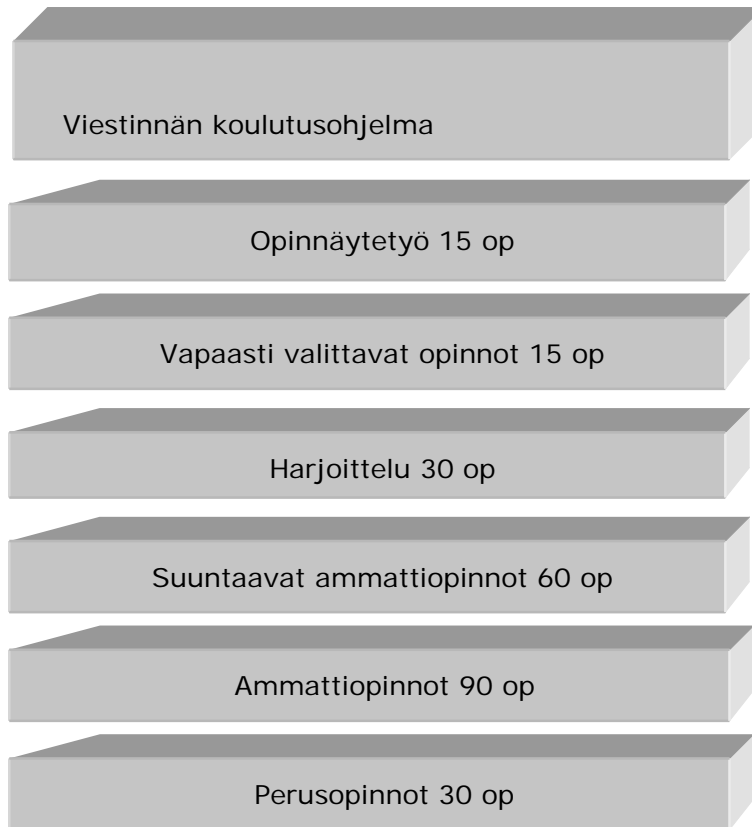 Viestinnän koulutusohjelma
Opinnäytetyö 15 op
Vapaasti valittavat opinnot 15 op
Harjoittelu 30 op
Suuntaavat ammattiopinnot 60 op
Ammattiopinnot 90 op
Perusopinnot 30 op